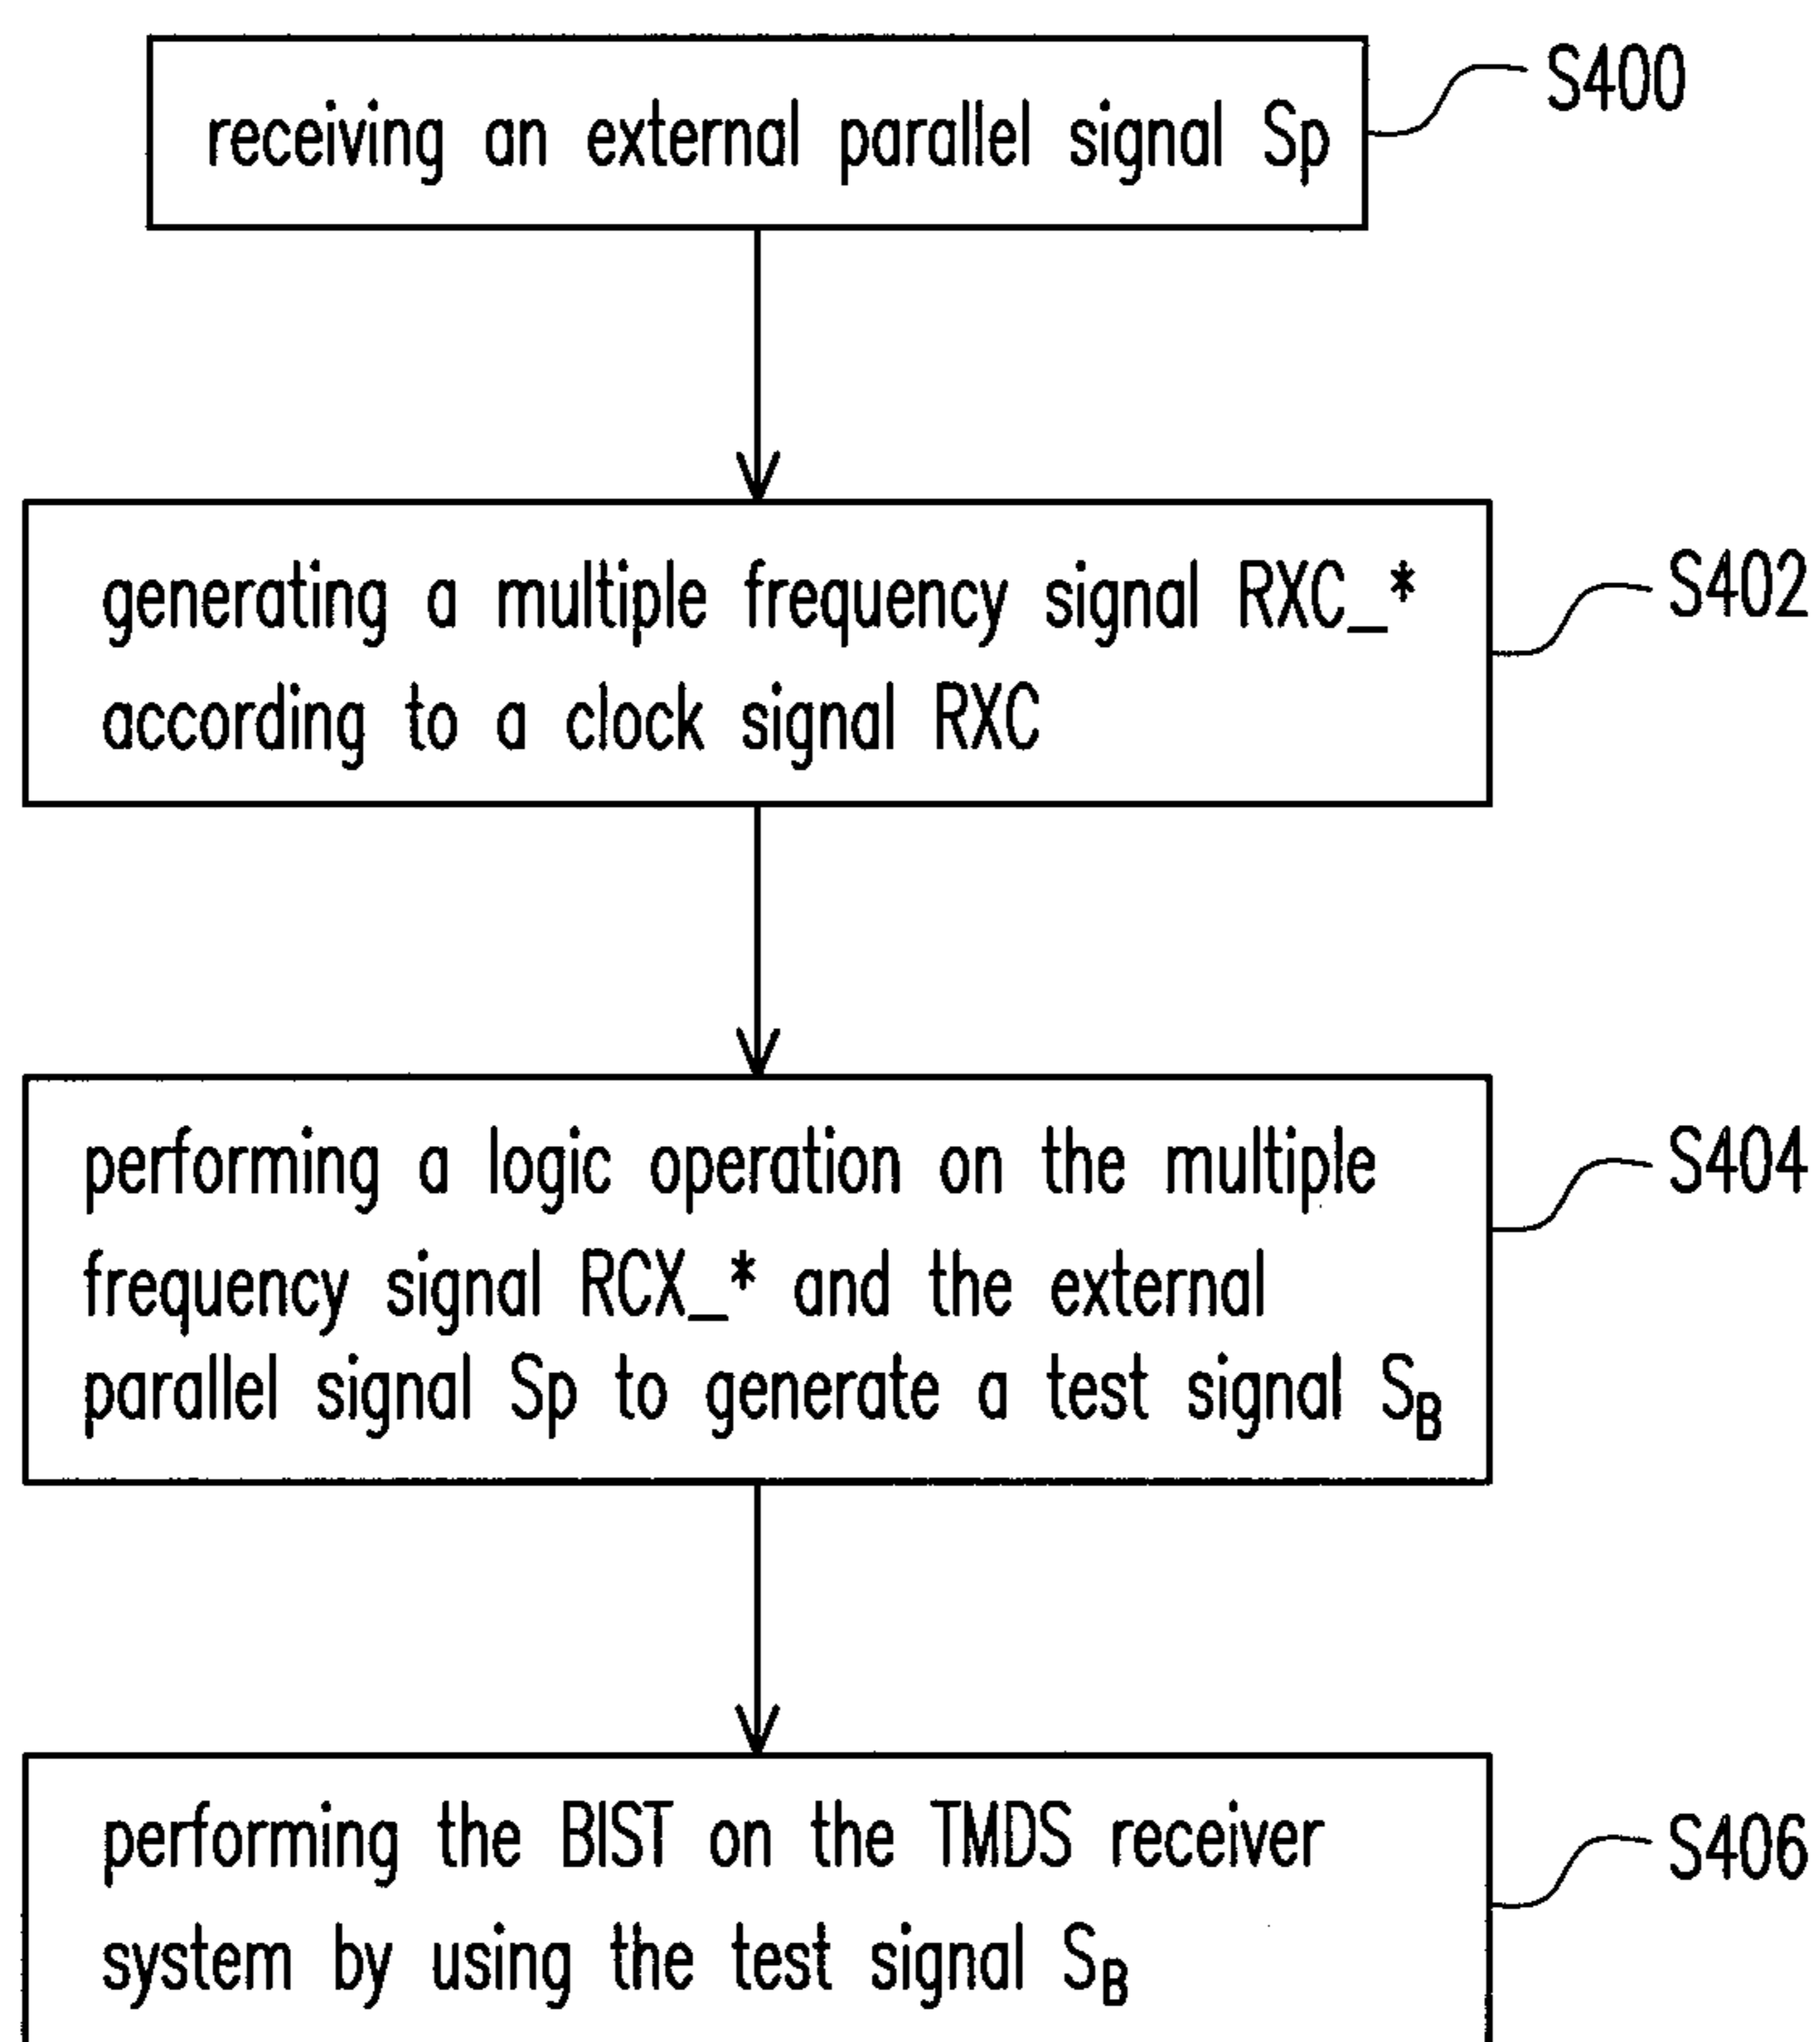 receiving an external parallel signal Sp
S400
generating a multiple frequency signal RXC_*
according to a clock signal RXC
S402
performing a logic operation on the multiple
frequency signal RCX_* and the external
parallel signal Sp to generate a test signal SB
S404
performing the BIST on the TMDS receiver
system by using the test signal SB
S406